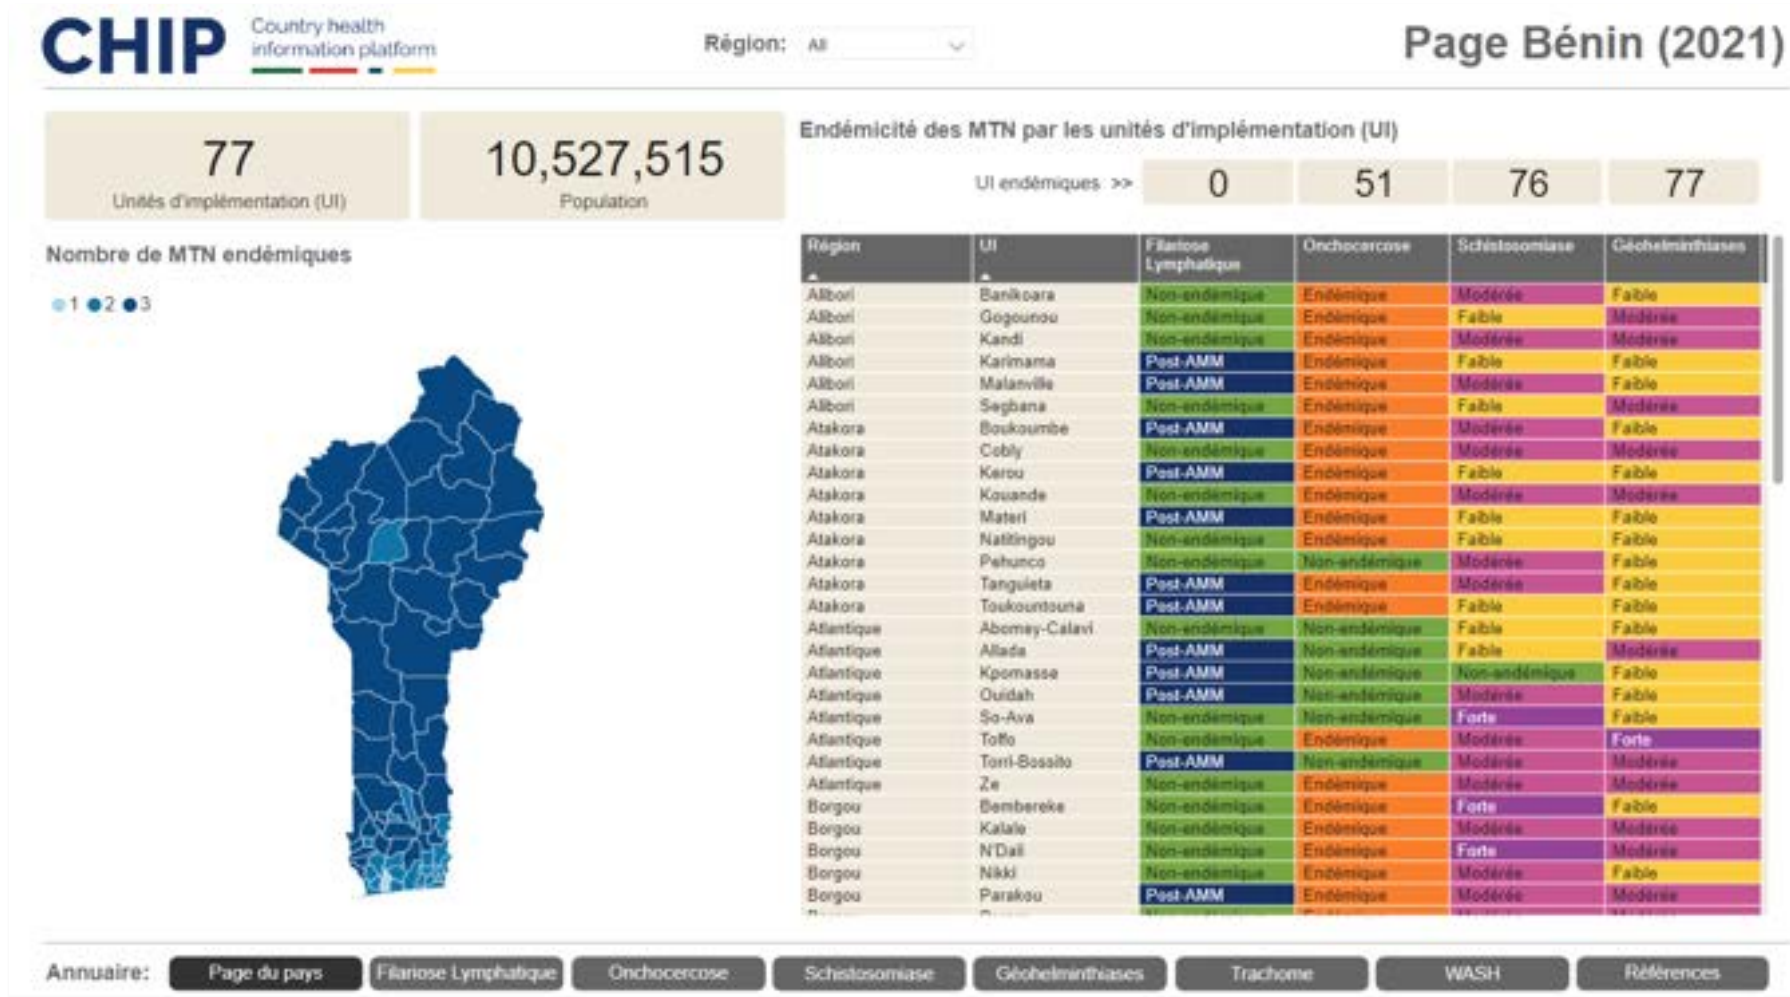 CHIP Country health information platform
Région: All
Page Bénin (2021)
77
Unités d'implémentation (UI)
10,527,515
Population
Endémicité des MTN par les unités d'implémentation (UI)
UI endémiques >> 0 51 76 77
Nombre de MTN endémiques
1 2 3
Région UI Filariose Lymphatique Onchocercose Schistosomiase Géohelminthiases
Alibori Banikoara Non-endémique Endémique Modérée Faible
Alibori Gogounou Non-endémique Endémique Faible Modérée
Alibori Kandi Non-endémique Endémique Modérée Modérée
Alibori Karimama Post-AMM Endémique Faible Faible
Alibori Malanville Post-AMM Endémique Modérée Faible
Alibori Segbana Non-endémique Endémique Faible Modérée
Atakora Boukoumbe Post-AMM Endémique Modérée Faible
Atakora Cobly Non-endémique Endémique Modérée Modérée
Atakora Kerou Post-AMM Endémique Faible Faible
Atakora Kouande Non-endémique Endémique Modérée Modérée
Atakora Materi Post-AMM Endémique Faible Faible
Atakora Natitingou Non-endémique Endémique Faible Faible
Atakora Pehunco Non-endémique Non-endémique Modérée Faible
Atakora Tanguieta Post-AMM Endémique Modérée Faible
Atakora Toukountouna Post-AMM Endémique Faible Faible
Atlantique Abomey-Calavi Non-endémique Non-endémique Faible Faible
Atlantique Allada Post-AMM Non-endémique Faible Modérée
Atlantique Kpomasse Post-AMM Non-endémique Non-endémique Faible
Atlantique Ouidah Post-AMM Non-endémique Modérée Faible
Atlantique So-Ava Non-endémique Non-endémique Forte Faible
Atlantique Toffo Non-endémique Endémique Modérée Forte
Atlantique Torri-Bossito Post-AMM Non-endémique Modérée Modérée
Atlantique Ze Non-endémique Endémique Modérée Modérée
Borgou Bembereke Non-endémique Endémique Forte Faible
Borgou Kalale Non-endémique Endémique Modérée Modérée
Borgou N'Dali Non-endémique Endémique Forte Modérée
Borgou Nikki Non-endémique Endémique Modérée Faible
Borgou Parakou Post-AMM Endémique Modérée Modérée
Annuaire: Page du pays Filariose Lymphatique Onchocercose Schistosomiase Géohelminthiases Trachome WASH Références